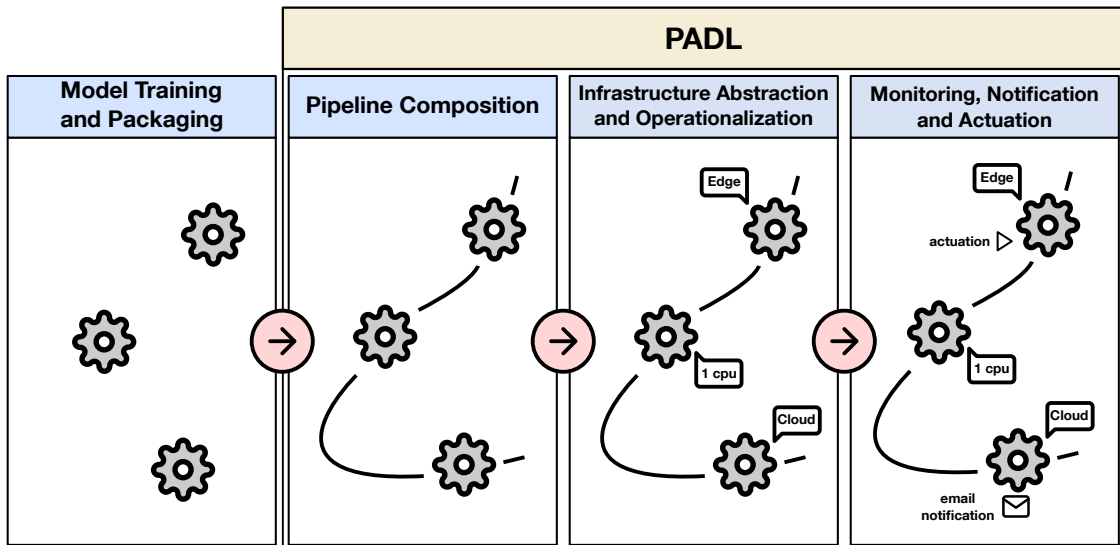 PADL
Model Training
and Packaging
Pipeline Composition
Infrastructure Abstraction
and Operationalization
Monitoring, Notification
and Actuation
Edge
1 cpu
Cloud
Edge
actuation
1 cpu
Cloud
email
notification